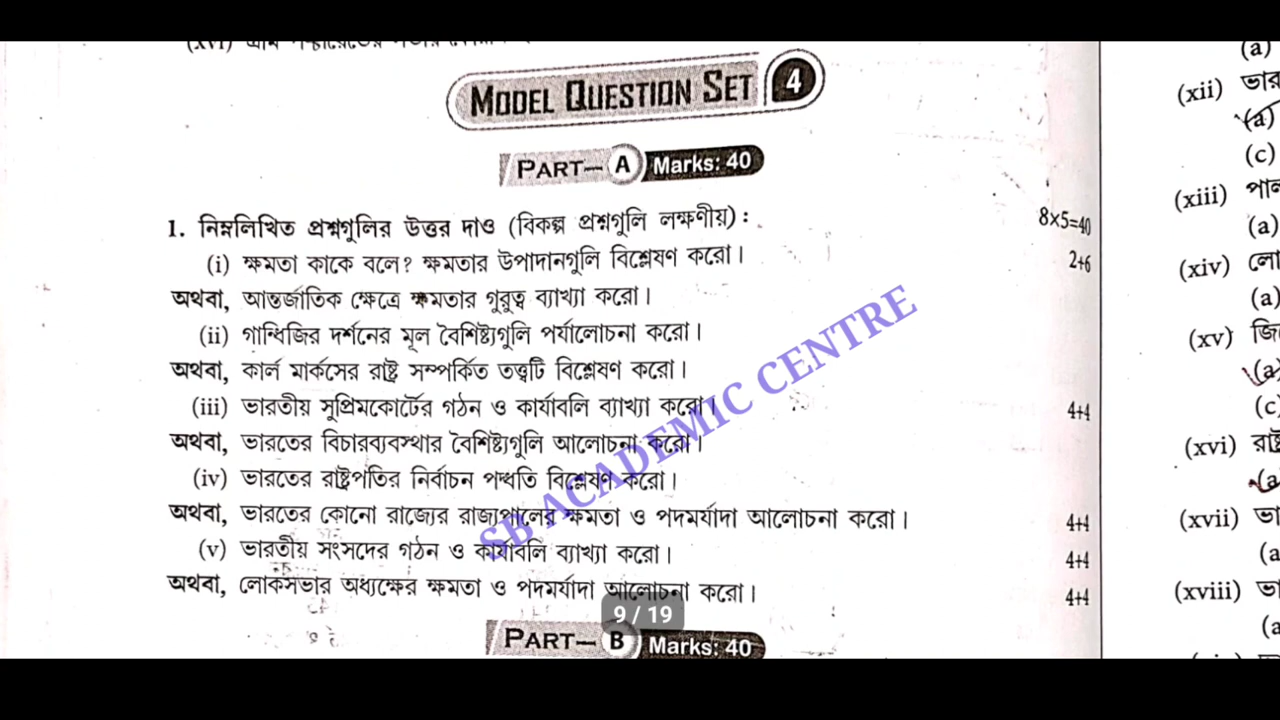 MODEL QUESTION SET 4
PART– A Marks: 40
1. নিম্নলিখিত প্রশ্নগুলির উত্তর দাও (বিকল্প প্রশ্নগুলি লক্ষণীয়) : 8×5=40
(i) ক্ষমতা কাকে বলে? ক্ষমতার উপাদানগুলি বিশ্লেষণ করো। 2+6
অথবা, আন্তর্জাতিক ক্ষেত্রে ক্ষমতার গুরুত্ব ব্যাখ্যা করো।
(ii) গান্ধিজির দর্শনের মূল বৈশিষ্ট্যগুলি পর্যালোচনা করো।
অথবা, কার্ল মার্কসের রাষ্ট্র সম্পর্কিত তত্ত্বটি বিশ্লেষণ করো।
(iii) ভারতীয় সুপ্রিমকোর্টের গঠন ও কার্যাবলি ব্যাখ্যা করো। 4+4
অথবা, ভারতের বিচারব্যবস্থার বৈশিষ্ট্যগুলি আলোচনা করো।
(iv) ভারতের রাষ্ট্রপতির নির্বাচন পদ্ধতি বিশ্লেষণ করো।
অথবা, ভারতের কোনো রাজ্যের রাজ্যপালের ক্ষমতা ও পদমর্যাদা আলোচনা করো। 4+4
(v) ভারতীয় সংসদের গঠন ও কার্যাবলি ব্যাখ্যা করো। 4+4
অথবা, লোকসভার অধ্যক্ষের ক্ষমতা ও পদমর্যাদা আলোচনা করো। 4+4
9 / 19
PART– B Marks: 40
SB ACADEMIC CENTRE
(a)
(xii) ভার
(a)
(c)
(xiii) পাল
(a)
(xiv) লো
(a)
(xv) জি
(a)
(c)
(xvi) রাষ্ট্র
(a
(xvii) ভা
(a
(xviii) ভা
(a